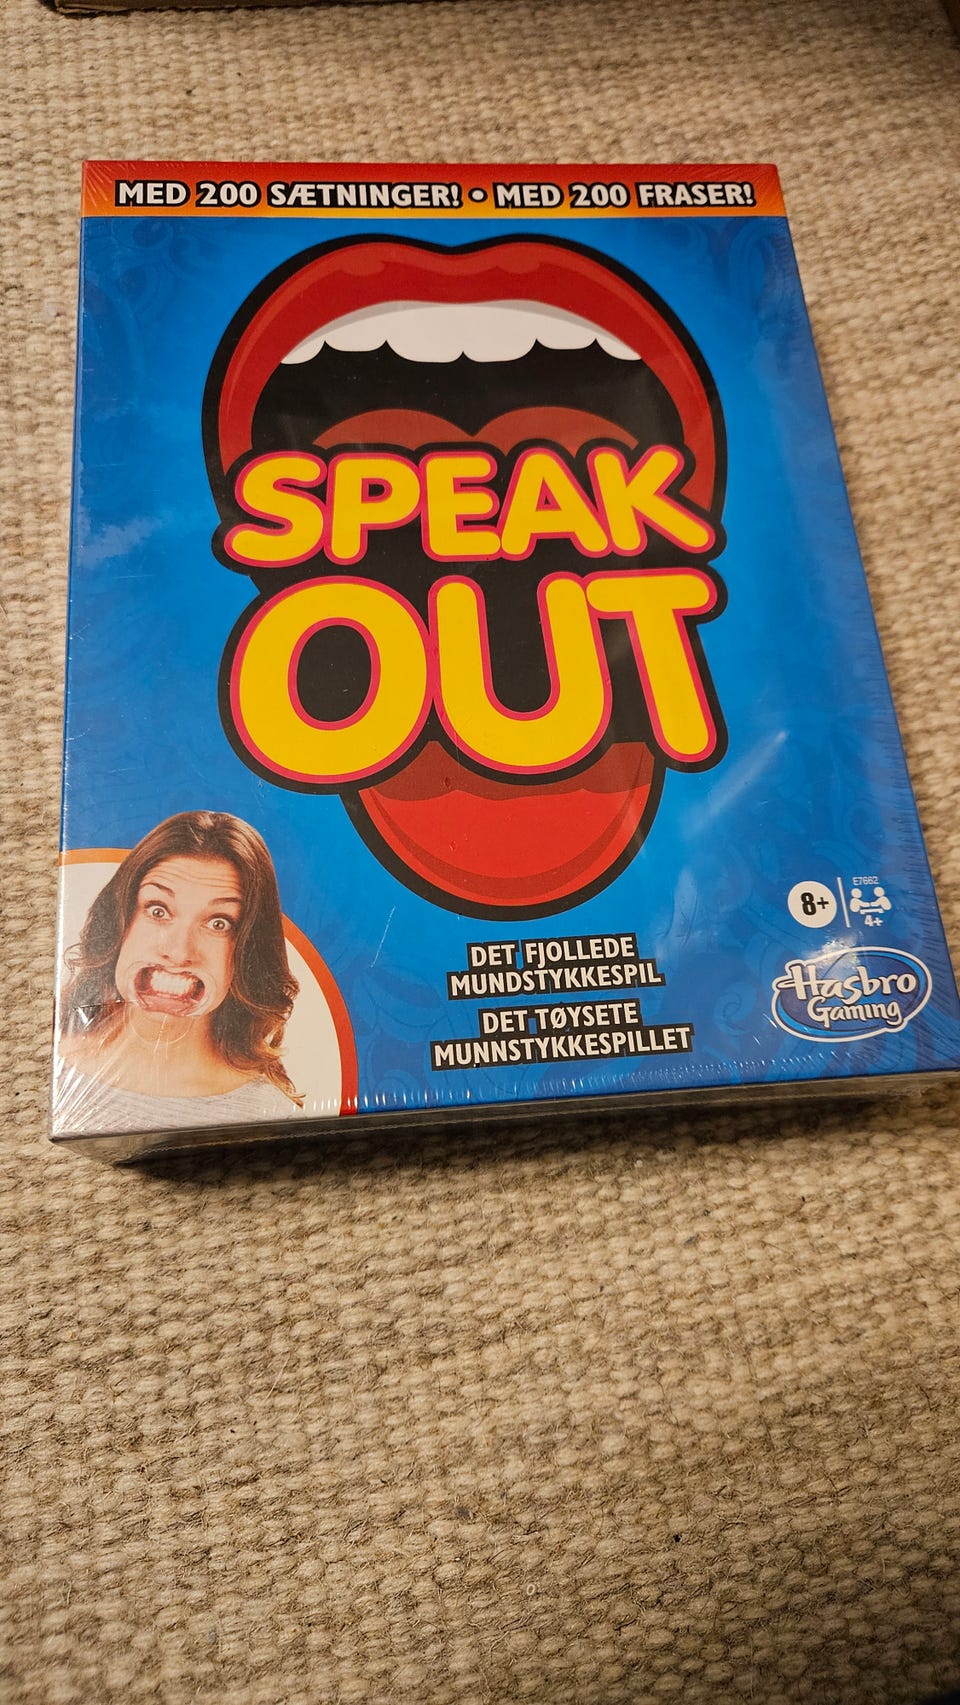 MED 200 SÆTNINGER! • MED 200 FRASER!
SPEAK
OUT
E7662
8+
4+
Hasbro
Gaming
DET FJOLLEDE
MUNDSTYKKESPIL
DET TØYSETE
MUNNSTYKKESPILLET